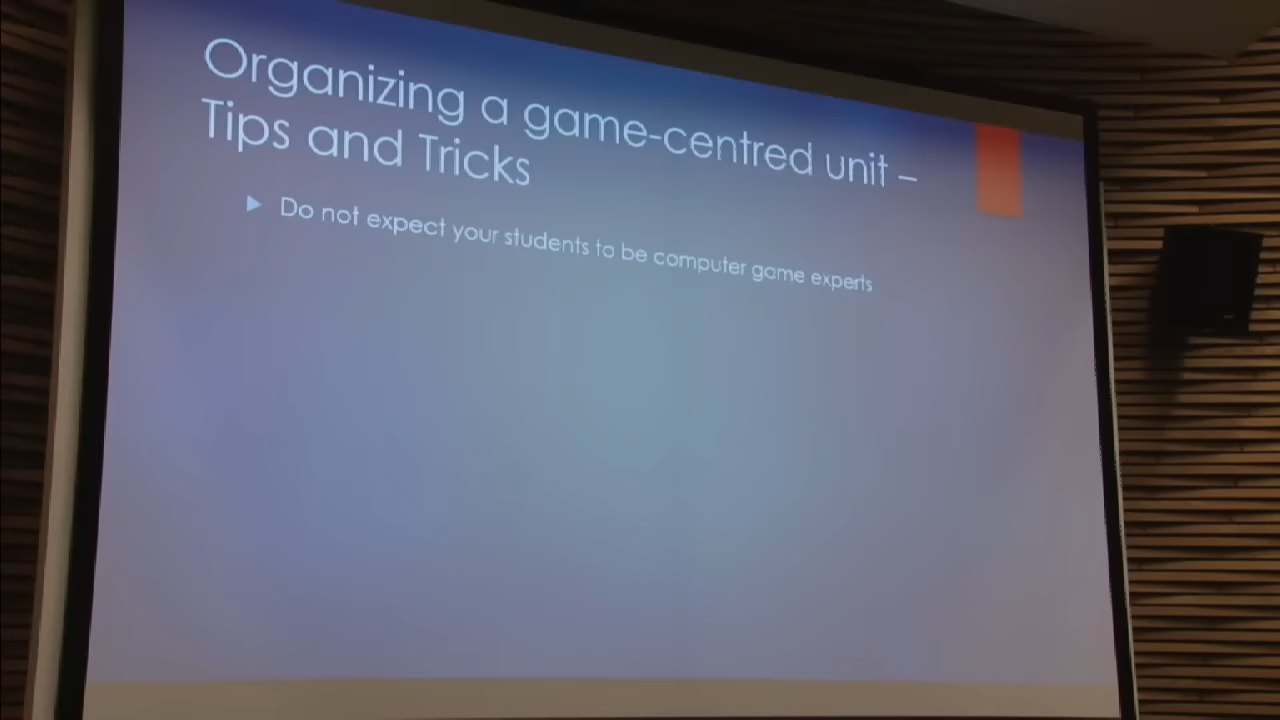 Organizing a game-centred unit –
Tips and Tricks
Do not expect your students to be computer game experts